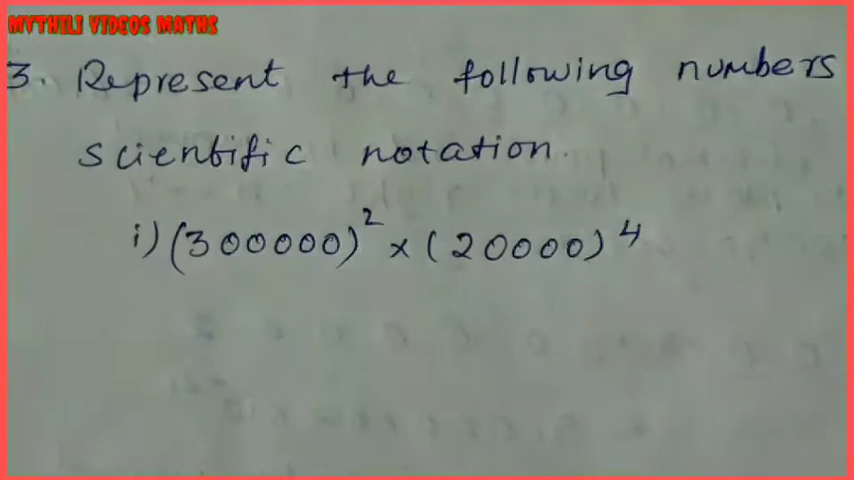 MYTHILI VIDEOS MATHS
3. Represent the following numbers
scientific notation.
i) (300000)² × (20000)⁴